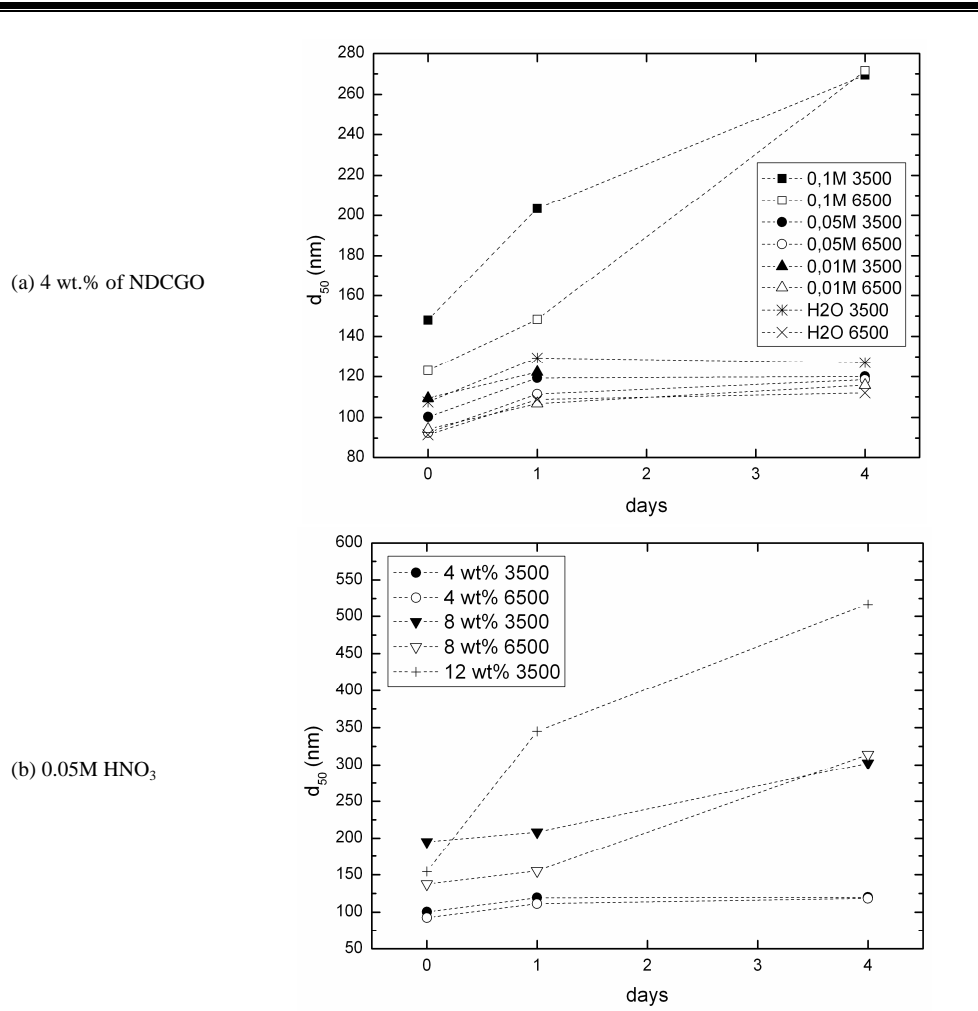 (a) 4 wt.% of NDCGO
d50 (nm)
280
260
240
220
200
180
160
140
120
100
80
0,1M 3500
0,1M 6500
0,05M 3500
0,05M 6500
0,01M 3500
0,01M 6500
H2O 3500
H2O 6500
0 1 2 3 4
days
(b) 0.05M HNO3
d50 (nm)
600
550
500
450
400
350
300
250
200
150
100
50
4 wt% 3500
4 wt% 6500
8 wt% 3500
8 wt% 6500
12 wt% 3500
0 1 2 3 4
days